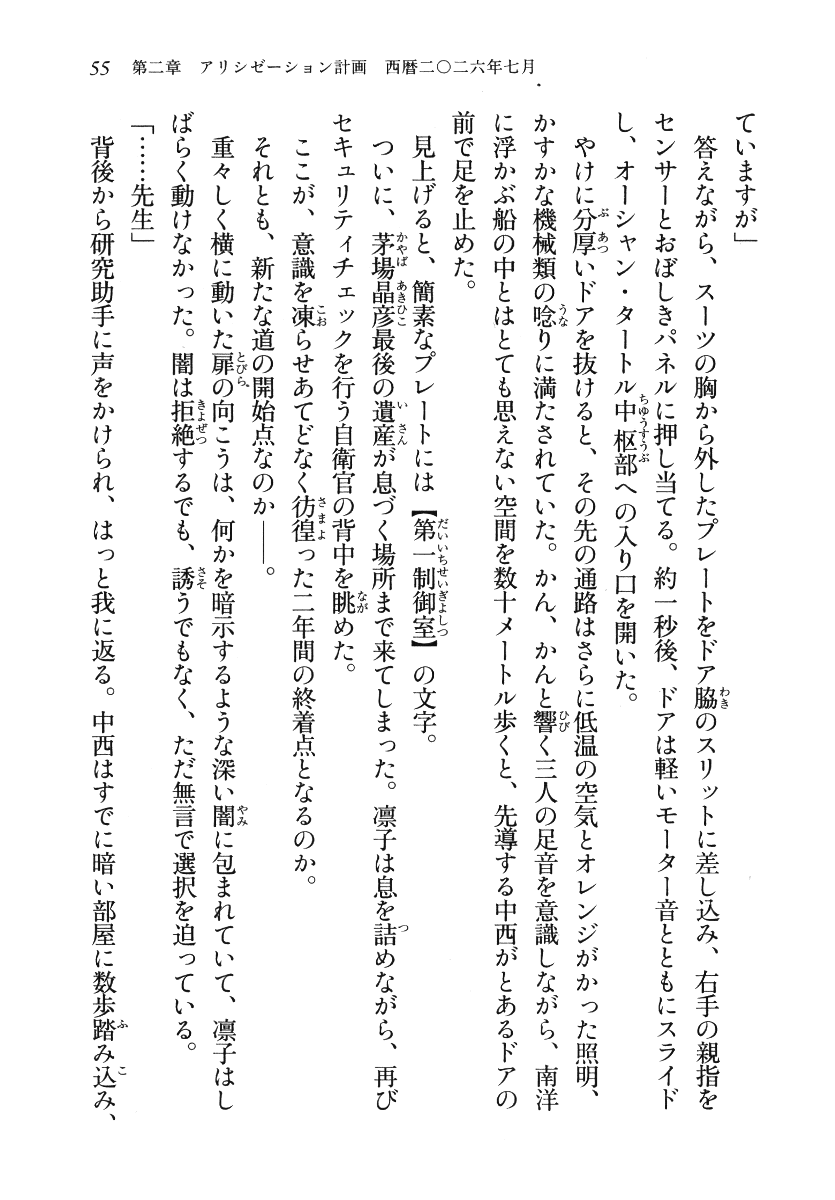 55 第二章 アリシゼーション計画 西暦二〇二六年七月
ていますが」
答えながら、スーツの胸から外したプレートをドア脇のスリットに差し込み、右手の親指を
センサーとおぼしきパネルに押し当てる。約一秒後、ドアは軽いモーター音とともにスライド
し、オーシャン・タートル中枢部への入り口を開いた。
やけに分厚いドアを抜けると、その先の通路はさらに低温の空気とオレンジがかった照明、
かすかな機械類の唸りに満たされていた。かん、かんと響く三人の足音を意識しながら、南洋
に浮かぶ船の中とはとても思えない空間を数十メートル歩くと、先導する中西がとあるドアの
前で足を止めた。
見上げると、簡素なプレートには【第一制御室】の文字。
ついに、茅場晶彦最後の遺産が息づく場所まで来てしまった。凛子は息を詰めながら、再び
セキュリティチェックを行う自衛官の背中を眺めた。
ここが、意識を凍らせあてどなく彷徨った二年間の終着点となるのか。
それとも、新たな道の開始点なのか――。
重々しく横に動いた扉の向こうは、何かを暗示するような深い闇に包まれていて、凛子はし
ばらく動けなかった。闇は拒絶するでも、誘うでもなく、ただ無言で選択を迫っている。
「……先生」
背後から研究助手に声をかけられ、はっと我に返る。中西はすでに暗い部屋に数歩踏み込み、